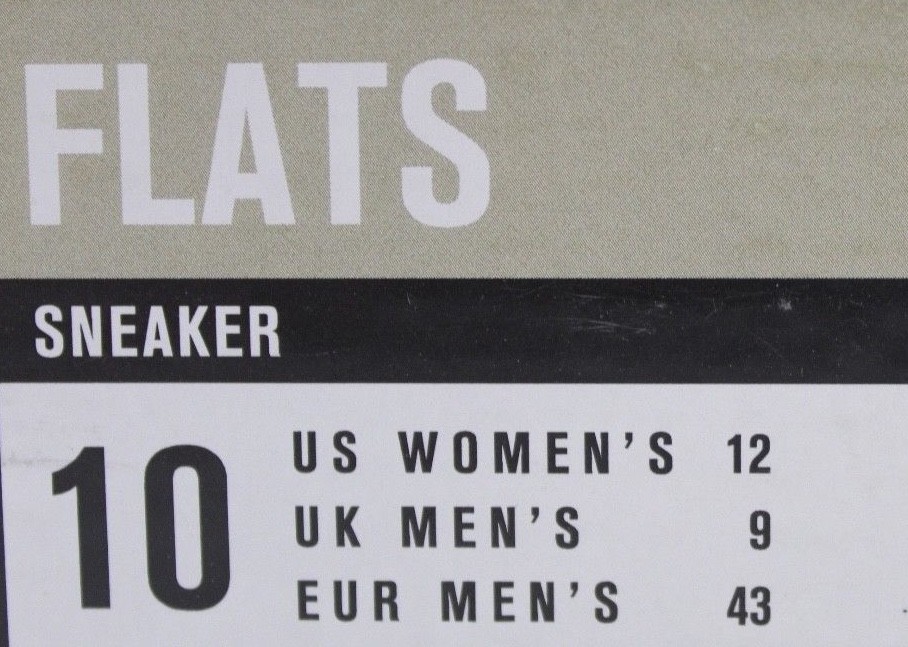 FLATS
SNEAKER
10
US WOMEN'S 12
UK MEN'S 9
EUR MEN'S 43